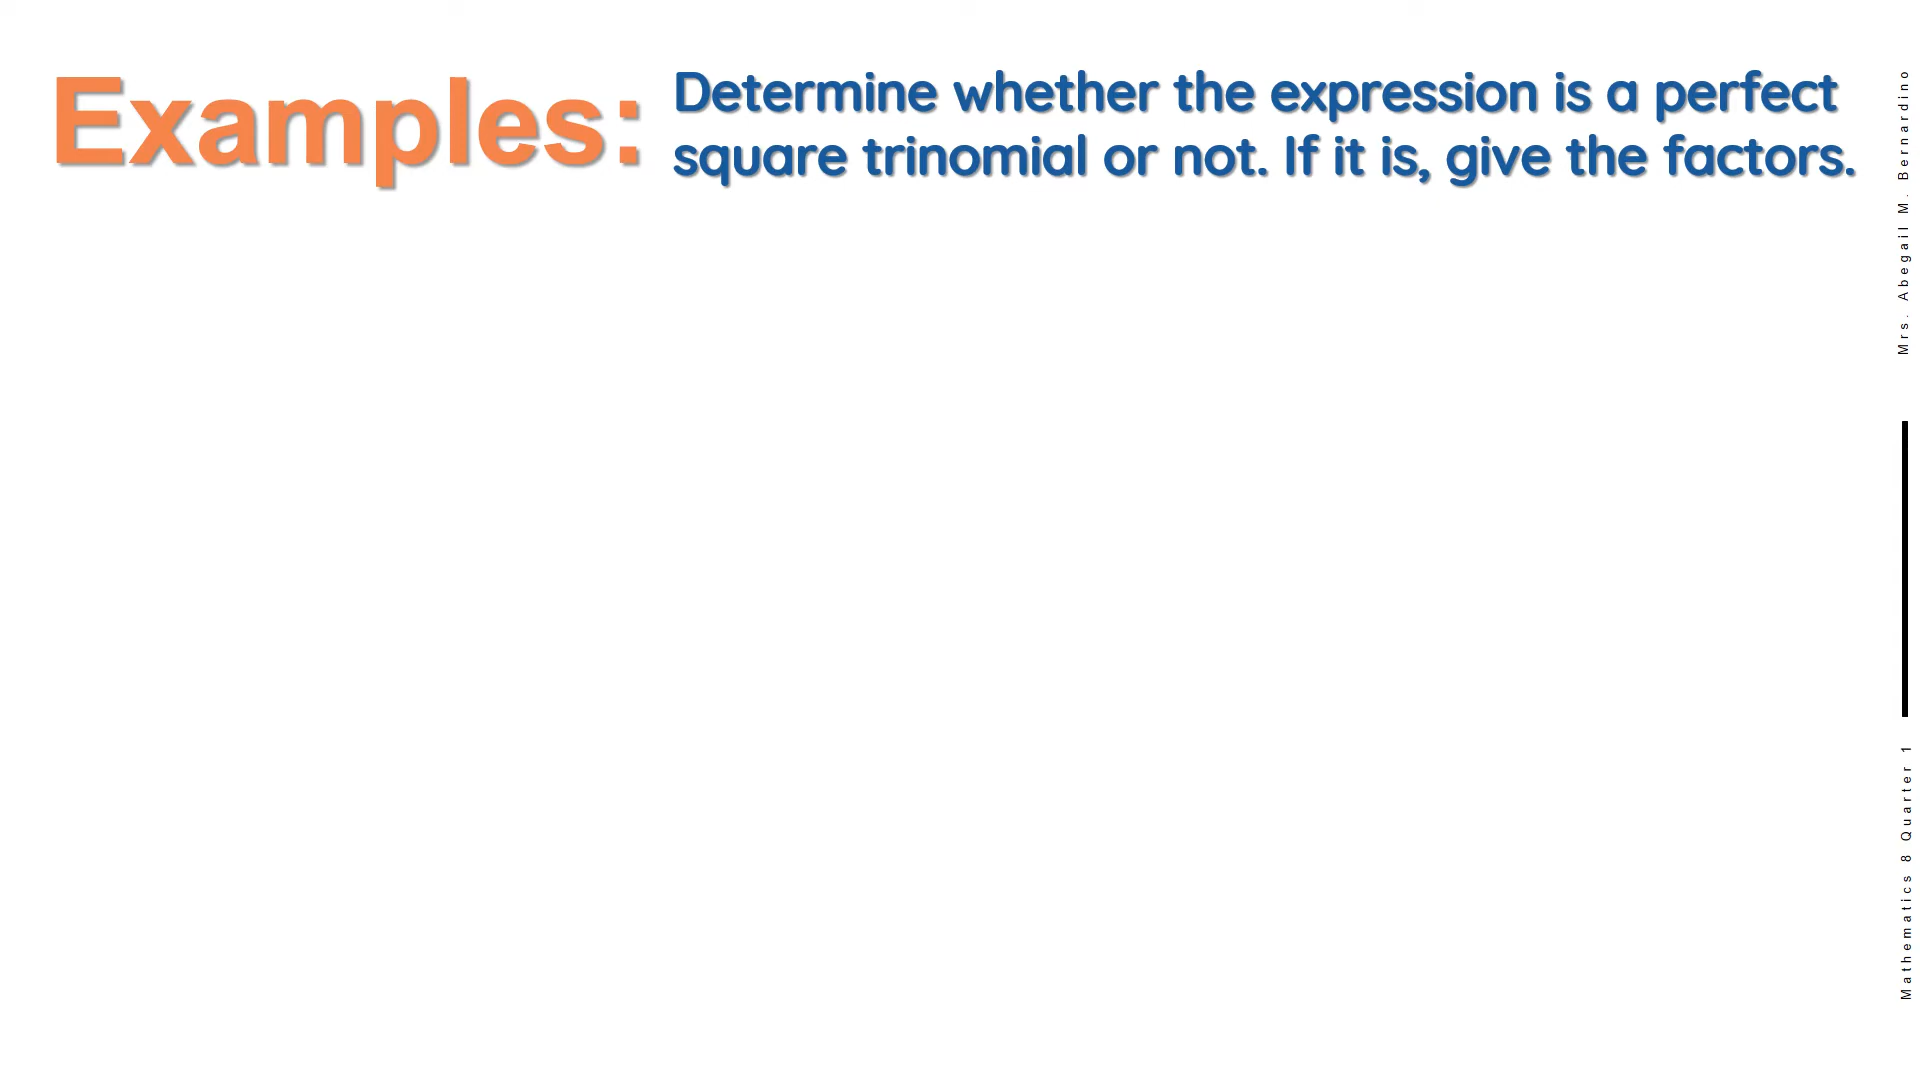 Examples:
Determine whether the expression is a perfect
square trinomial or not. If it is, give the factors.
Mrs. Abegail M. Bernardino
Mathematics 8 Quarter 1